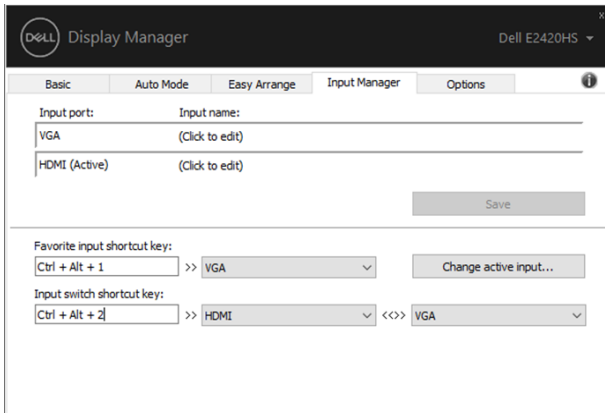 x
DELL Display Manager Dell E2420HS
Basic Auto Mode Easy Arrange Input Manager Options i
Input port: Input name:
VGA (Click to edit)
HDMI (Active) (Click to edit)
Save
Favorite input shortcut key:
Ctrl + Alt + 1 >> VGA Change active input...
Input switch shortcut key:
Ctrl + Alt + 2 >> HDMI <<>> VGA